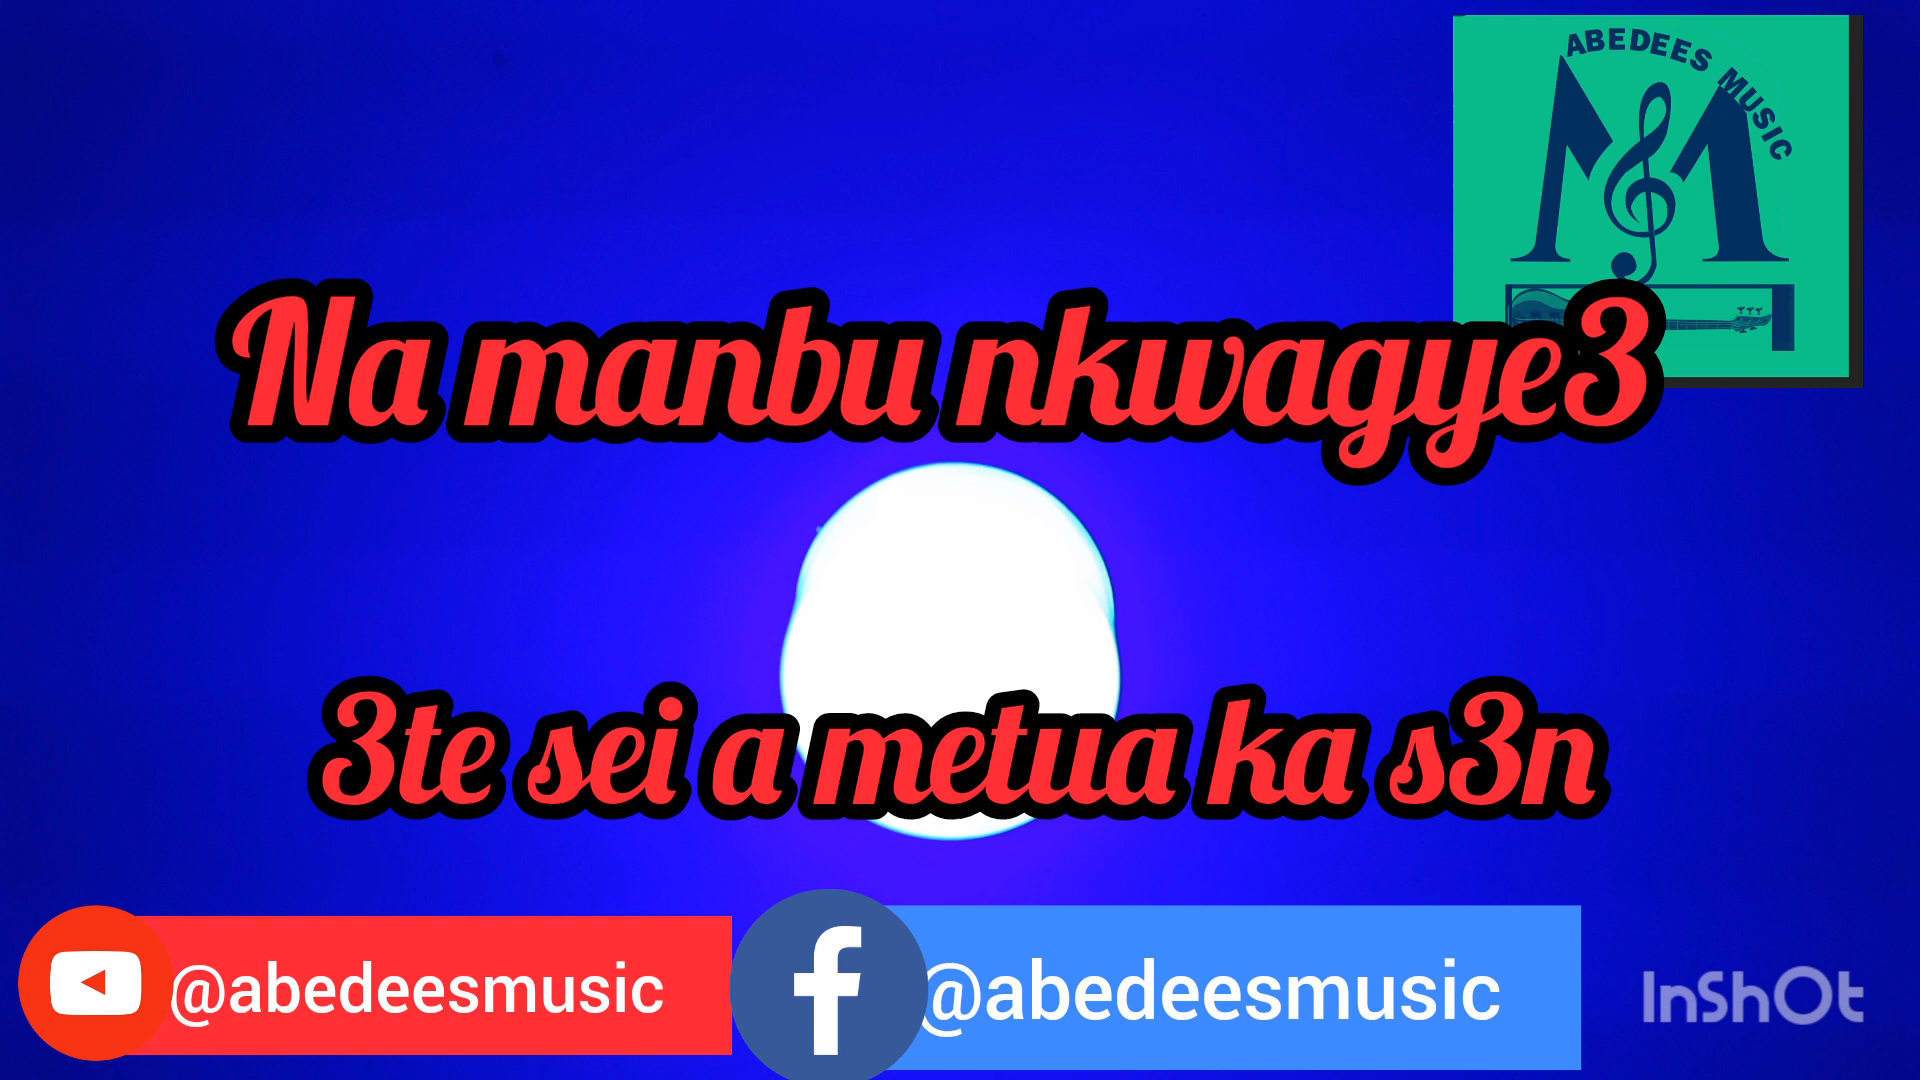 ABEDEES MUSIC
Na manbu nkwagye3
3te sei a metua ka s3n
@abedeesmusic
@abedeesmusic
InShOt